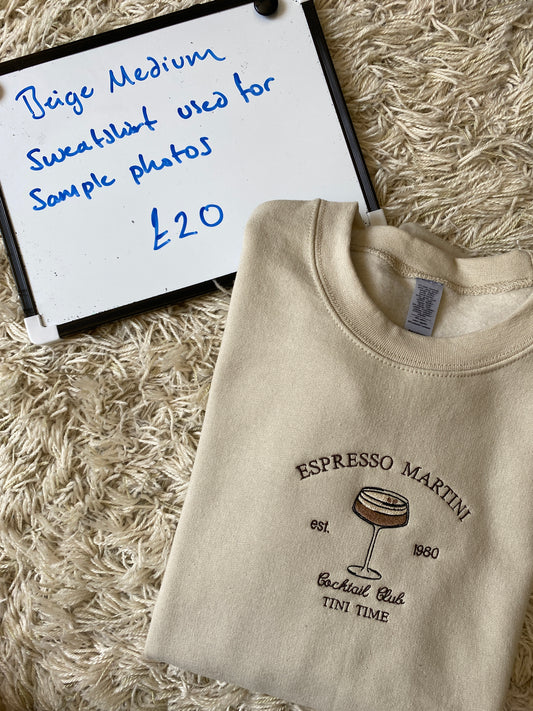 Beige Medium
Sweatshirt used for
Sample photos
£20
ESPRESSO MARTINI
est. 1980
Cocktail Club
TINI TIME